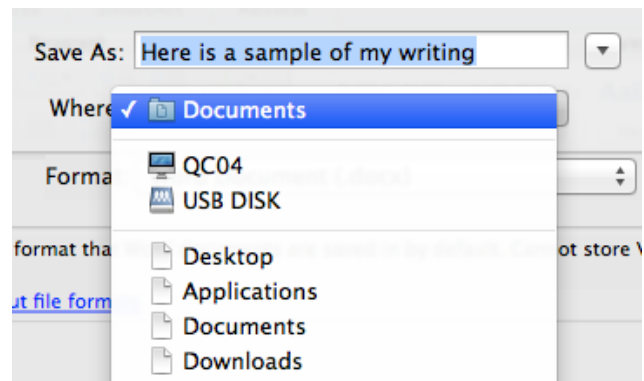 Save As: Here is a sample of my writing
Where
Documents
QC04
Format
USB DISK
format tha
ot store
ut file form
Desktop
Applications
Documents
Downloads